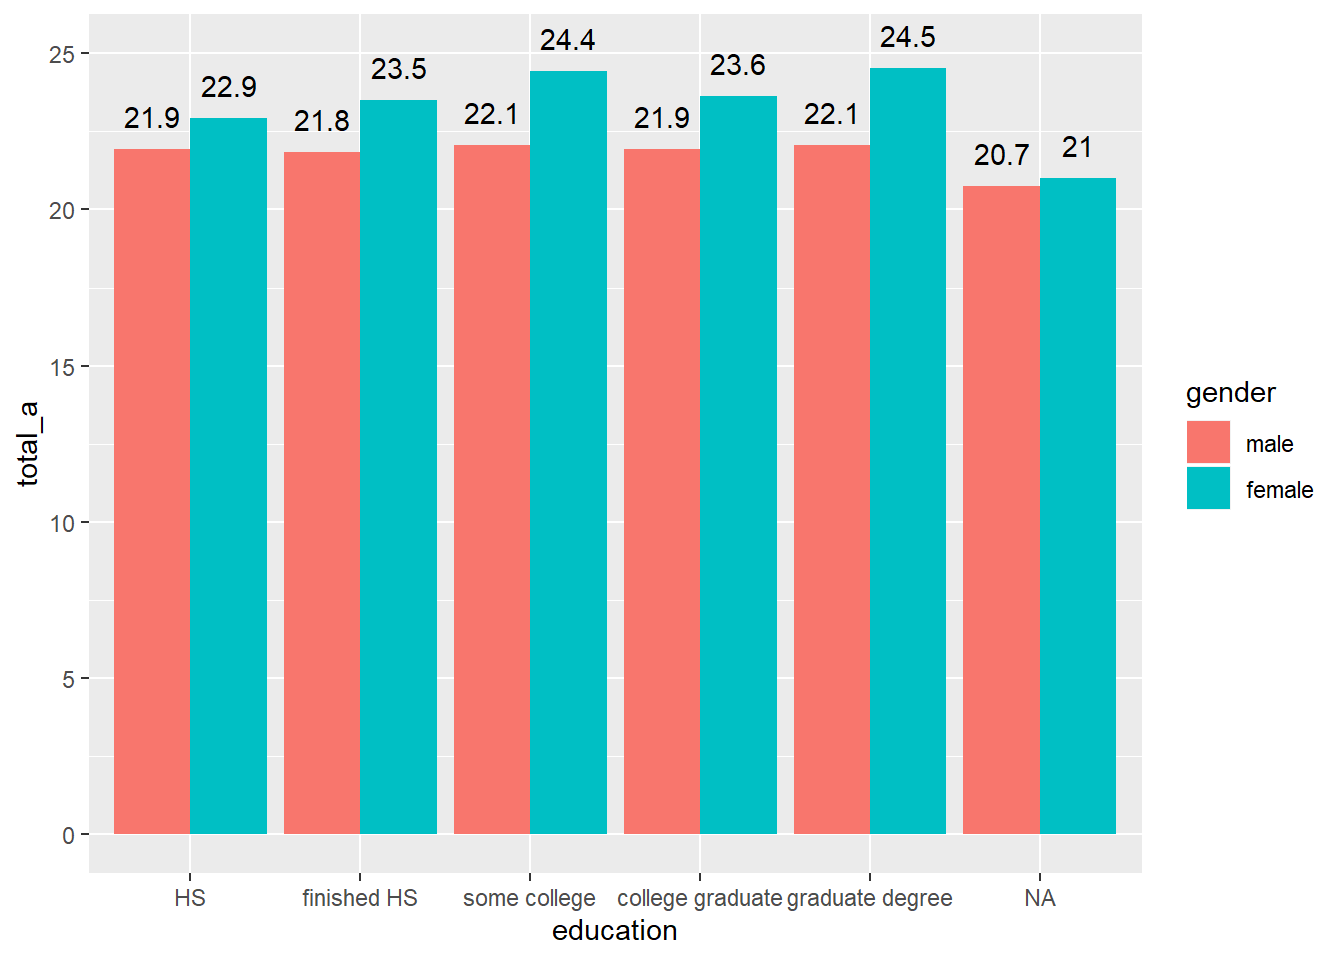 25
20
15
10
5
0
total_a
21.9
22.9
21.8
23.5
22.1
24.4
21.9
23.6
22.1
24.5
20.7
21
HS
finished HS
some college
college graduate
graduate degree
NA
education
gender
male
female